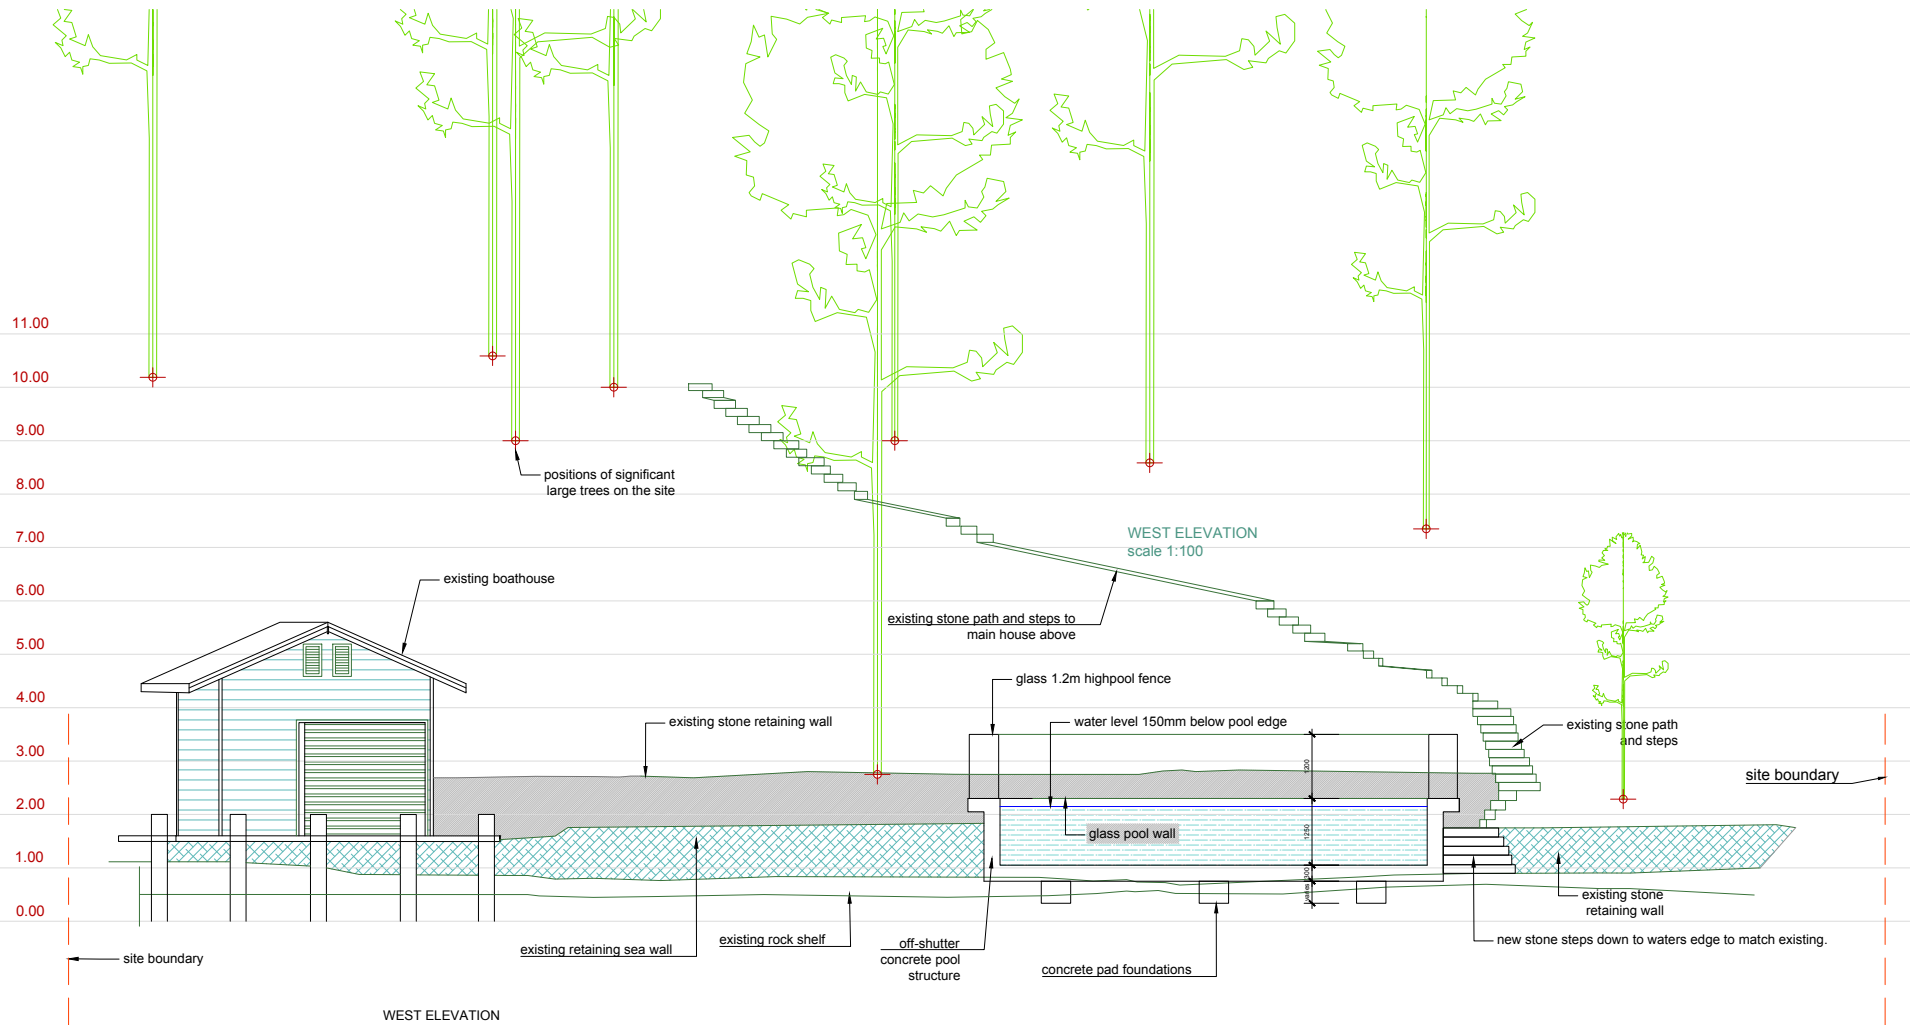 11.00
10.00
9.00
positions of significant
large trees on the site
8.00
7.00
WEST ELEVATION
scale 1:100
existing boathouse
6.00
existing stone path and steps to
main house above
5.00
glass 1.2m highpool fence
4.00
existing stone retaining wall
water level 150mm below pool edge
existing stone path
and steps
3.00
1200
site boundary
2.00
glass pool wall
1250
1.00
300
existing stone
retaining wall
0.00
existing retaining sea wall
existing rock shelf
off-shutter
concrete pool
structure
new stone steps down to waters edge to match existing.
site boundary
concrete pad foundations
WEST ELEVATION